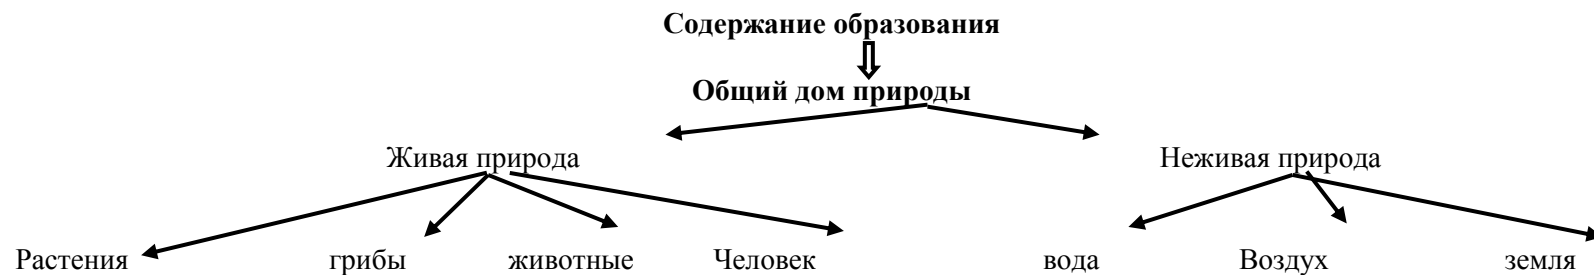 Содержание образования
Общий дом природы
Живая природа Неживая природа
Растения грибы животные Человек вода Воздух земля